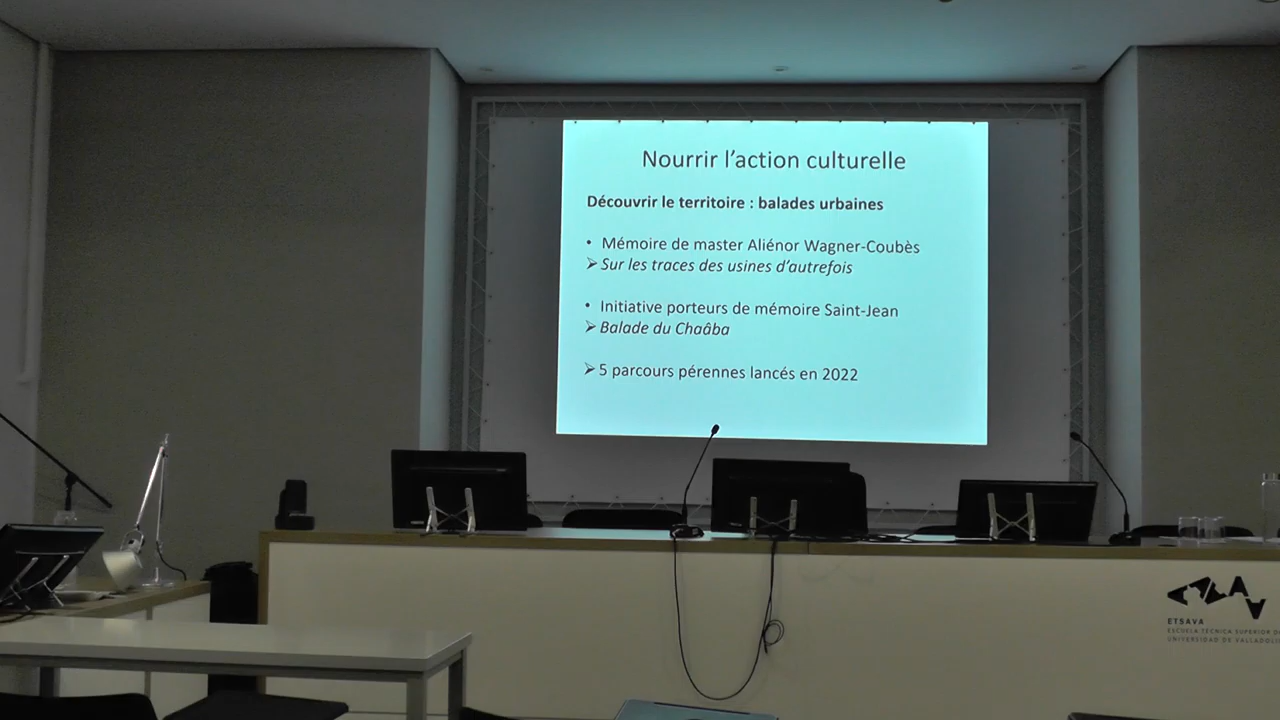 Nourrir l'action culturelle
Découvrir le territoire : balades urbaines
• Mémoire de master Aliénor Wagner-Coubès
➢ Sur les traces des usines d'autrefois
• Initiative porteurs de mémoire Saint-Jean
➢ Balade du Chaâba
➢ 5 parcours pérennes lancés en 2022
ETSAVA
ESCUELA TÉCNICA SUPERIOR
UNIVERSIDAD DE VALLADOLI